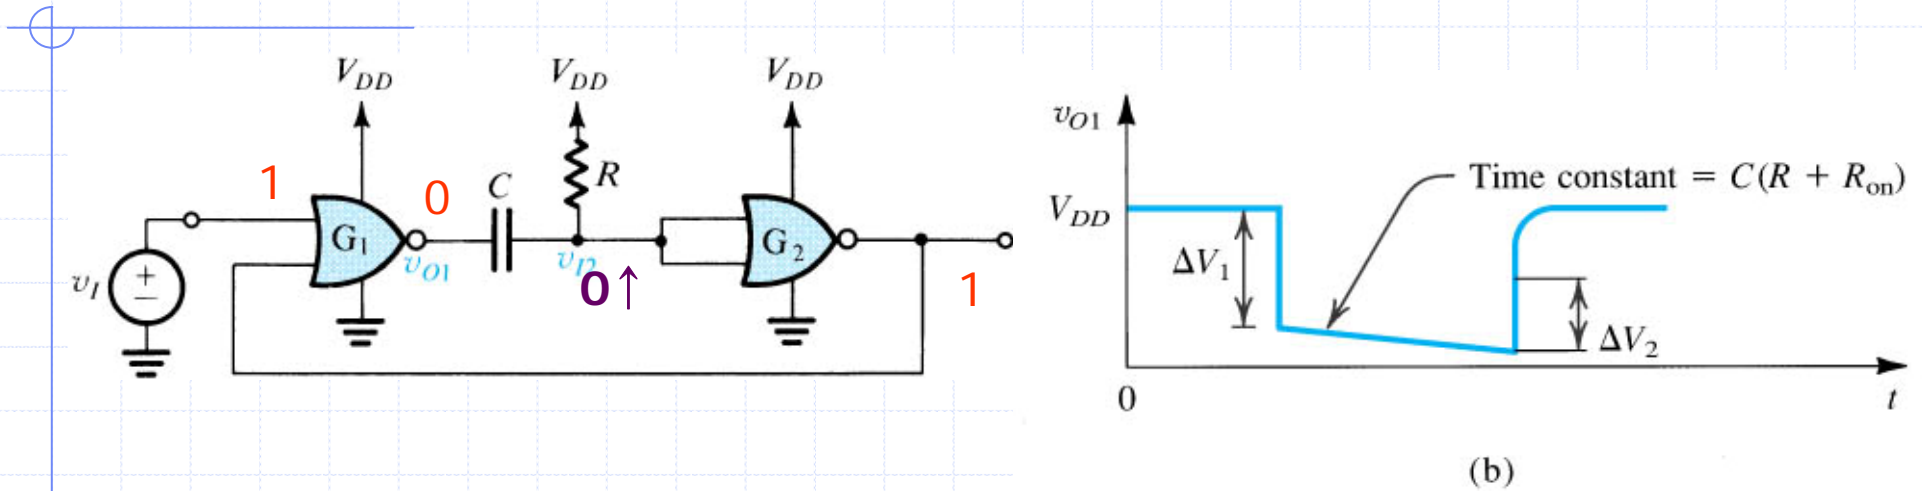 V_DD V_DD V_DD
1 0 C R
G₁ G₂
v_O1 v_I2
0↑
v_I + −
1
v_O1
Time constant = C(R + R_on)
V_DD
ΔV₁
ΔV₂
0 t
(b)